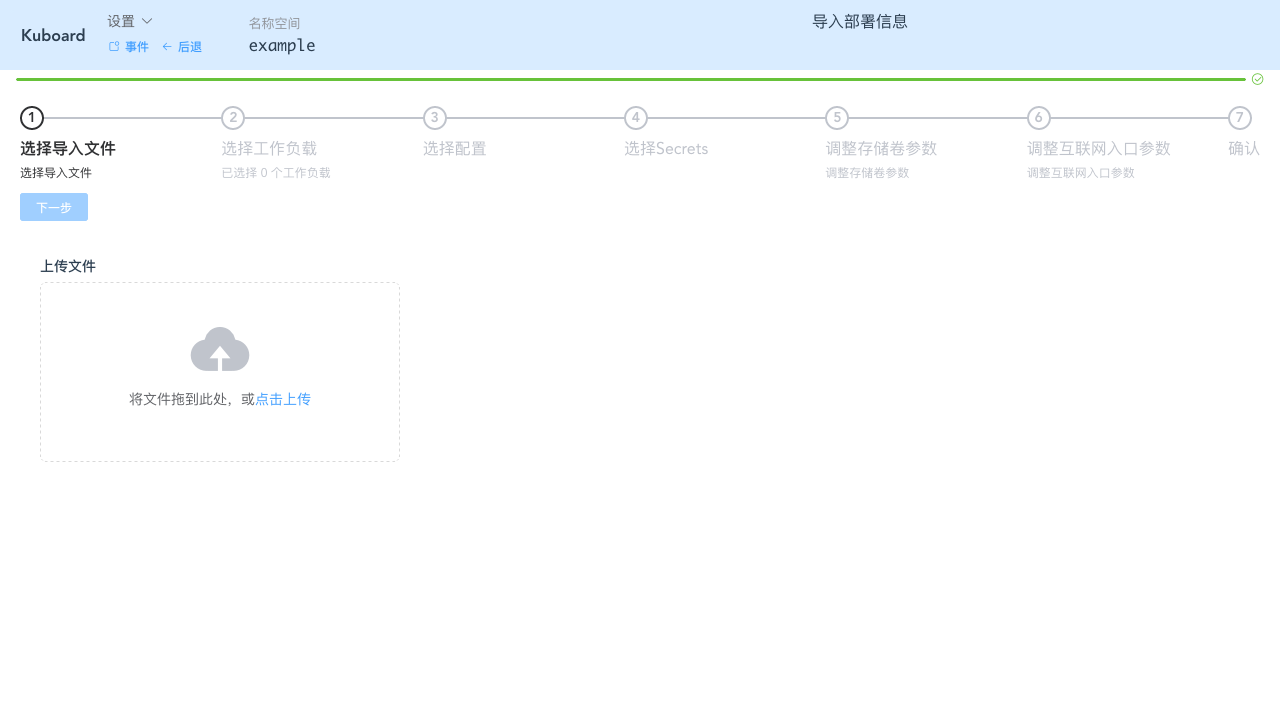 Kuboard
设置
事件
后退
名称空间
example
导入部署信息
1
2
3
4
5
6
7
选择导入文件
选择工作负载
选择配置
选择Secrets
调整存储卷参数
调整互联网入口参数
确认
选择导入文件
已选择 0 个工作负载
调整存储卷参数
调整互联网入口参数
下一步
上传文件
将文件拖到此处，或点击上传